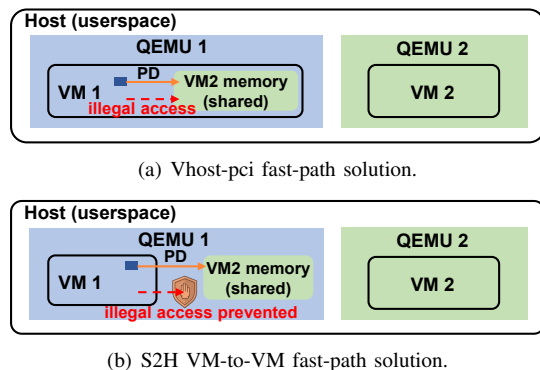 Host (userspace)
QEMU 1
QEMU 2
PD
VM 1
VM2 memory
(shared)
illegal access
VM 2
(a) Vhost-pci fast-path solution.
Host (userspace)
QEMU 1
QEMU 2
PD
VM 1
VM2 memory
(shared)
illegal access prevented
VM 2
(b) S2H VM-to-VM fast-path solution.